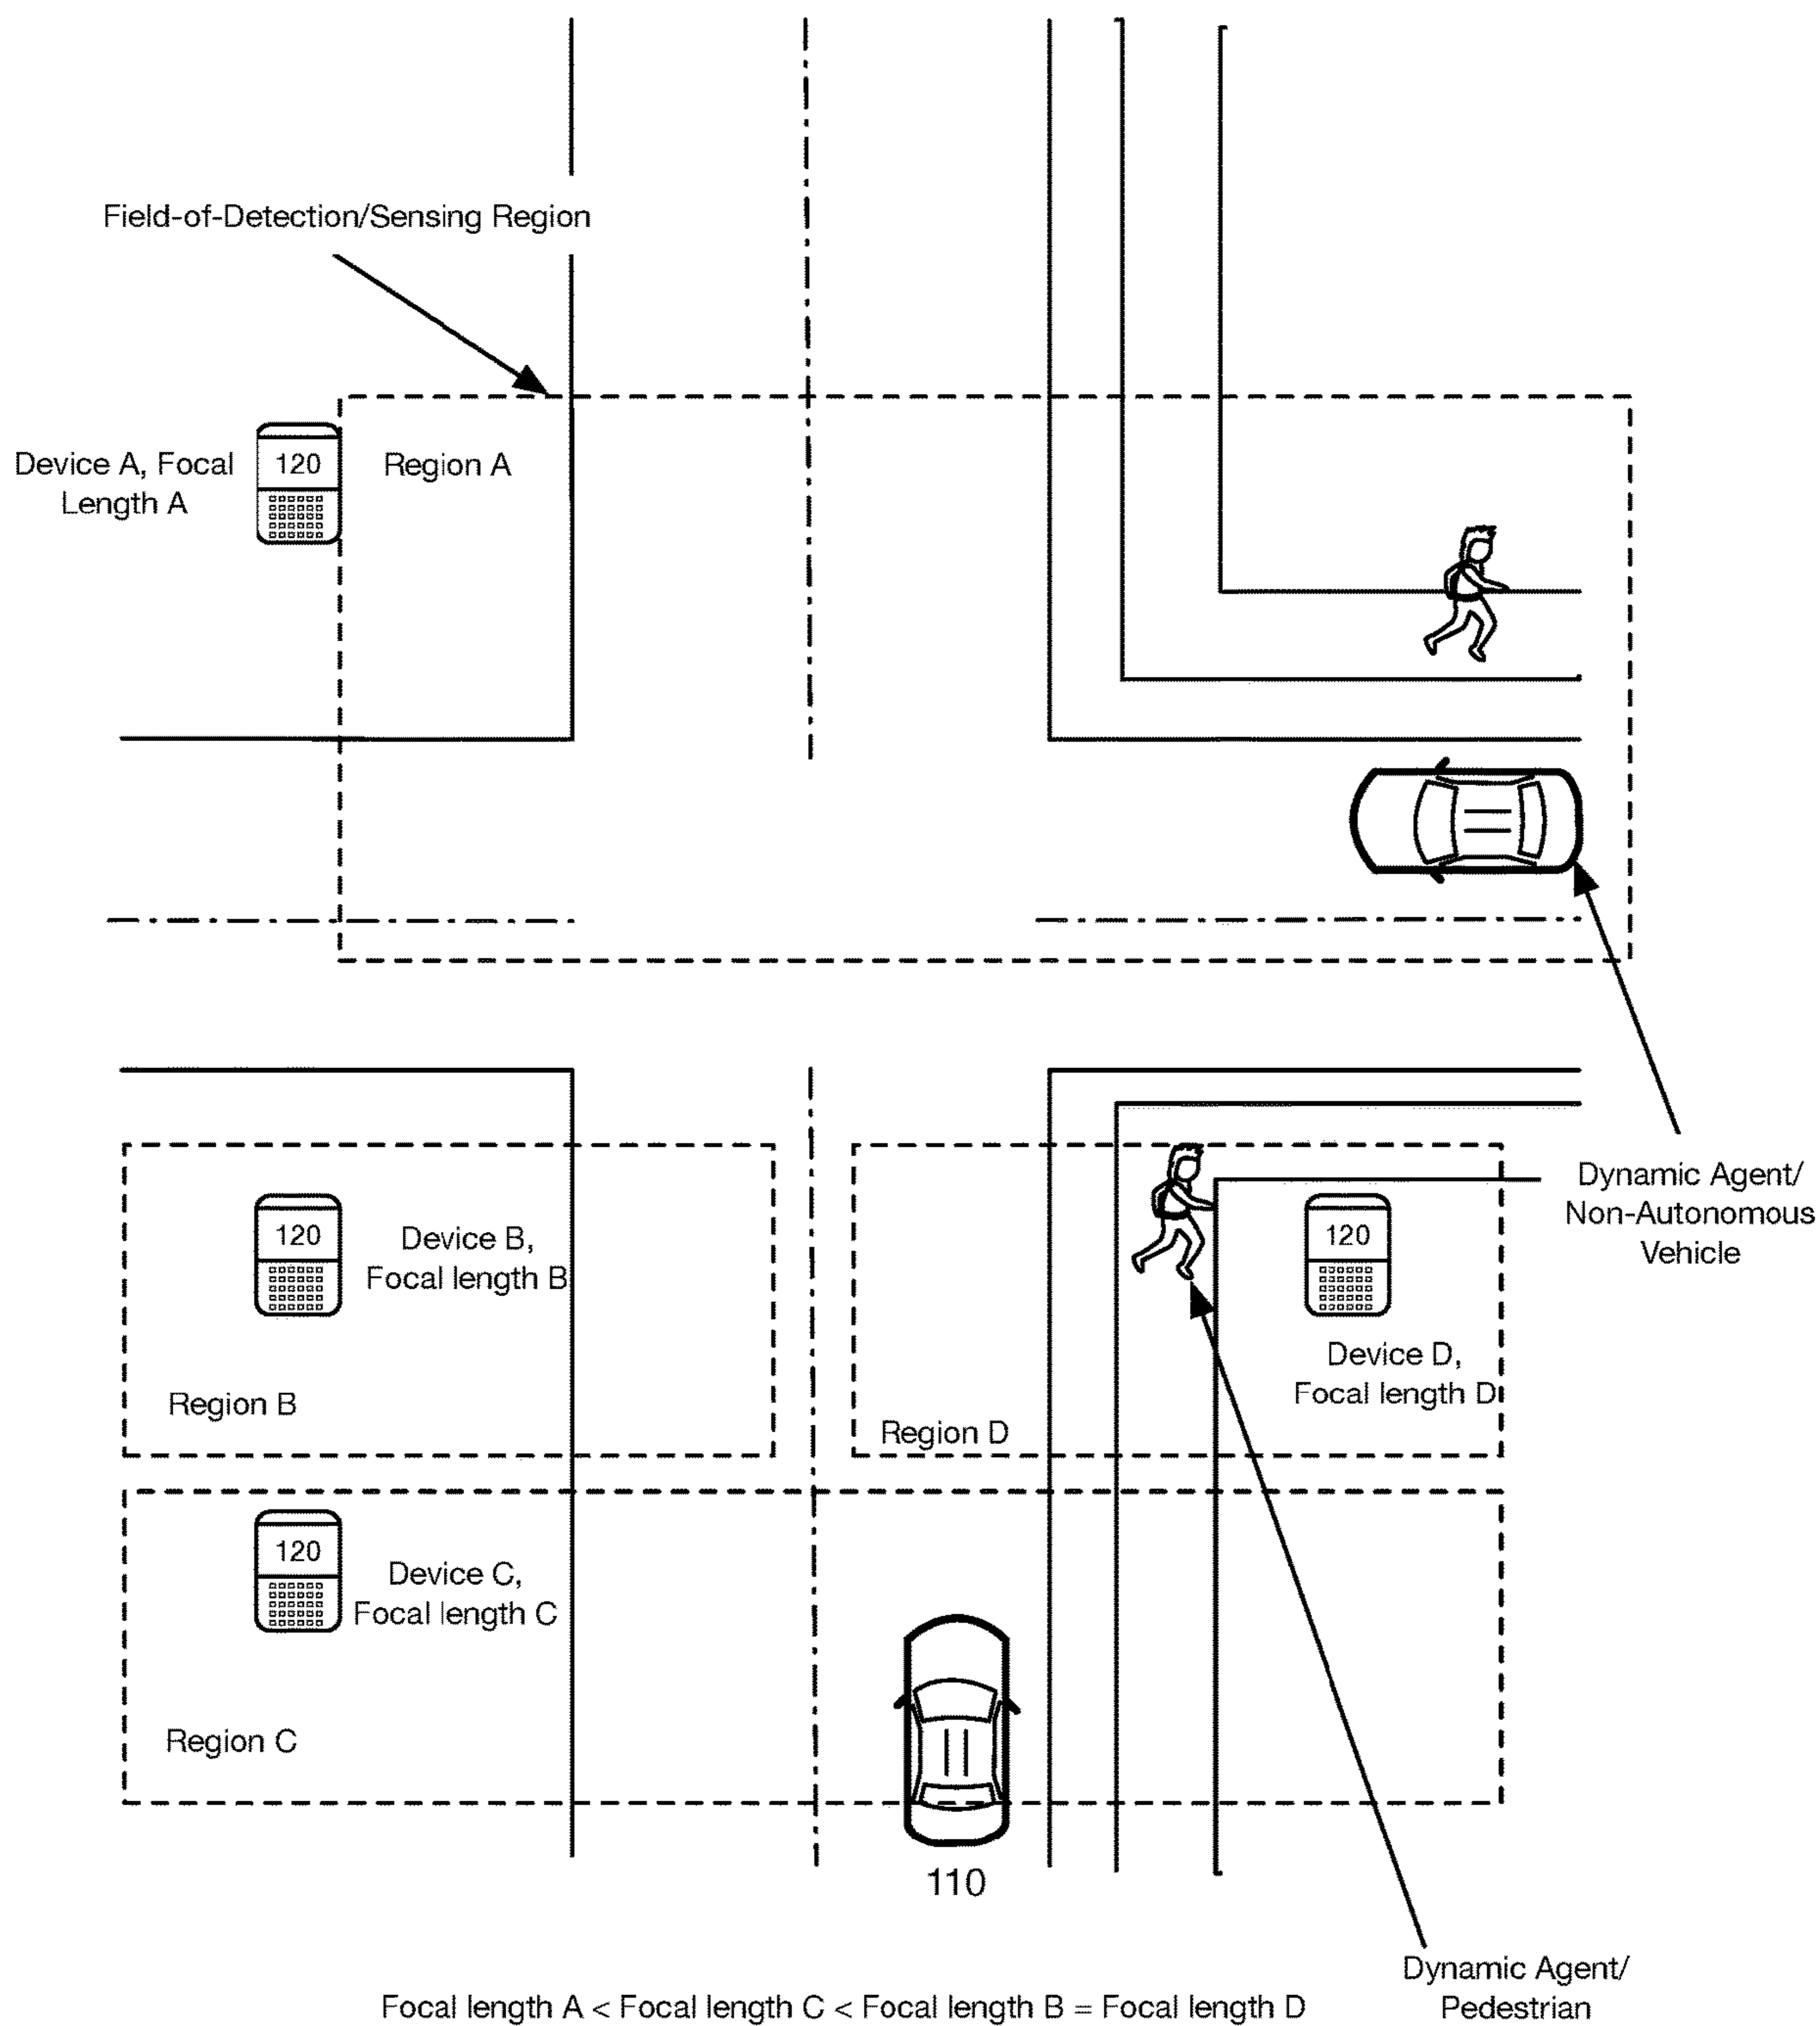 Field-of-Detection/Sensing Region
Device A, Focal
Length A
120
Region A
120
Device B,
Focal length B
Region B
120
Device D,
Focal length D
Region D
Dynamic Agent/
Non-Autonomous
Vehicle
120
Device C,
Focal length C
Region C
110
Dynamic Agent/
Pedestrian
Focal length A < Focal length C < Focal length B = Focal length D